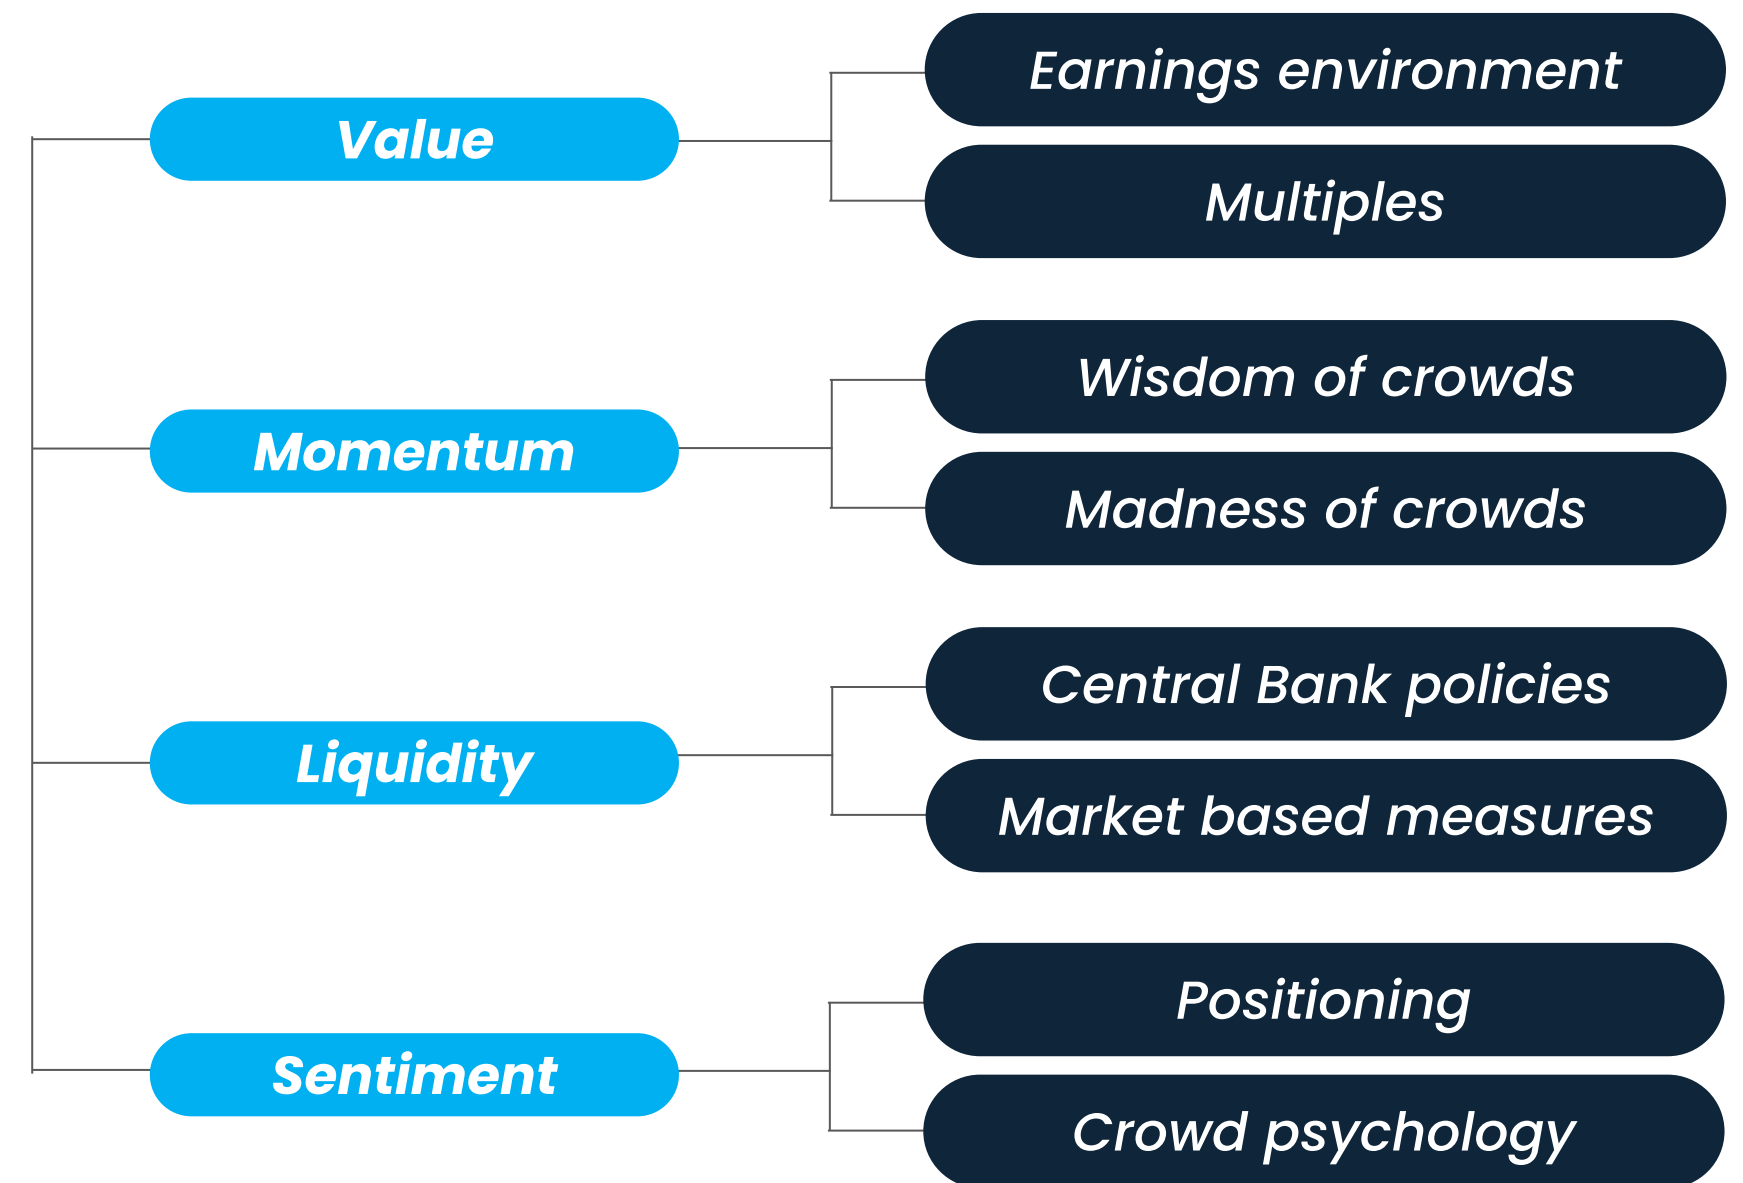 Value
Earnings environment
Multiples
Momentum
Wisdom of crowds
Madness of crowds
Liquidity
Central Bank policies
Market based measures
Sentiment
Positioning
Crowd psychology